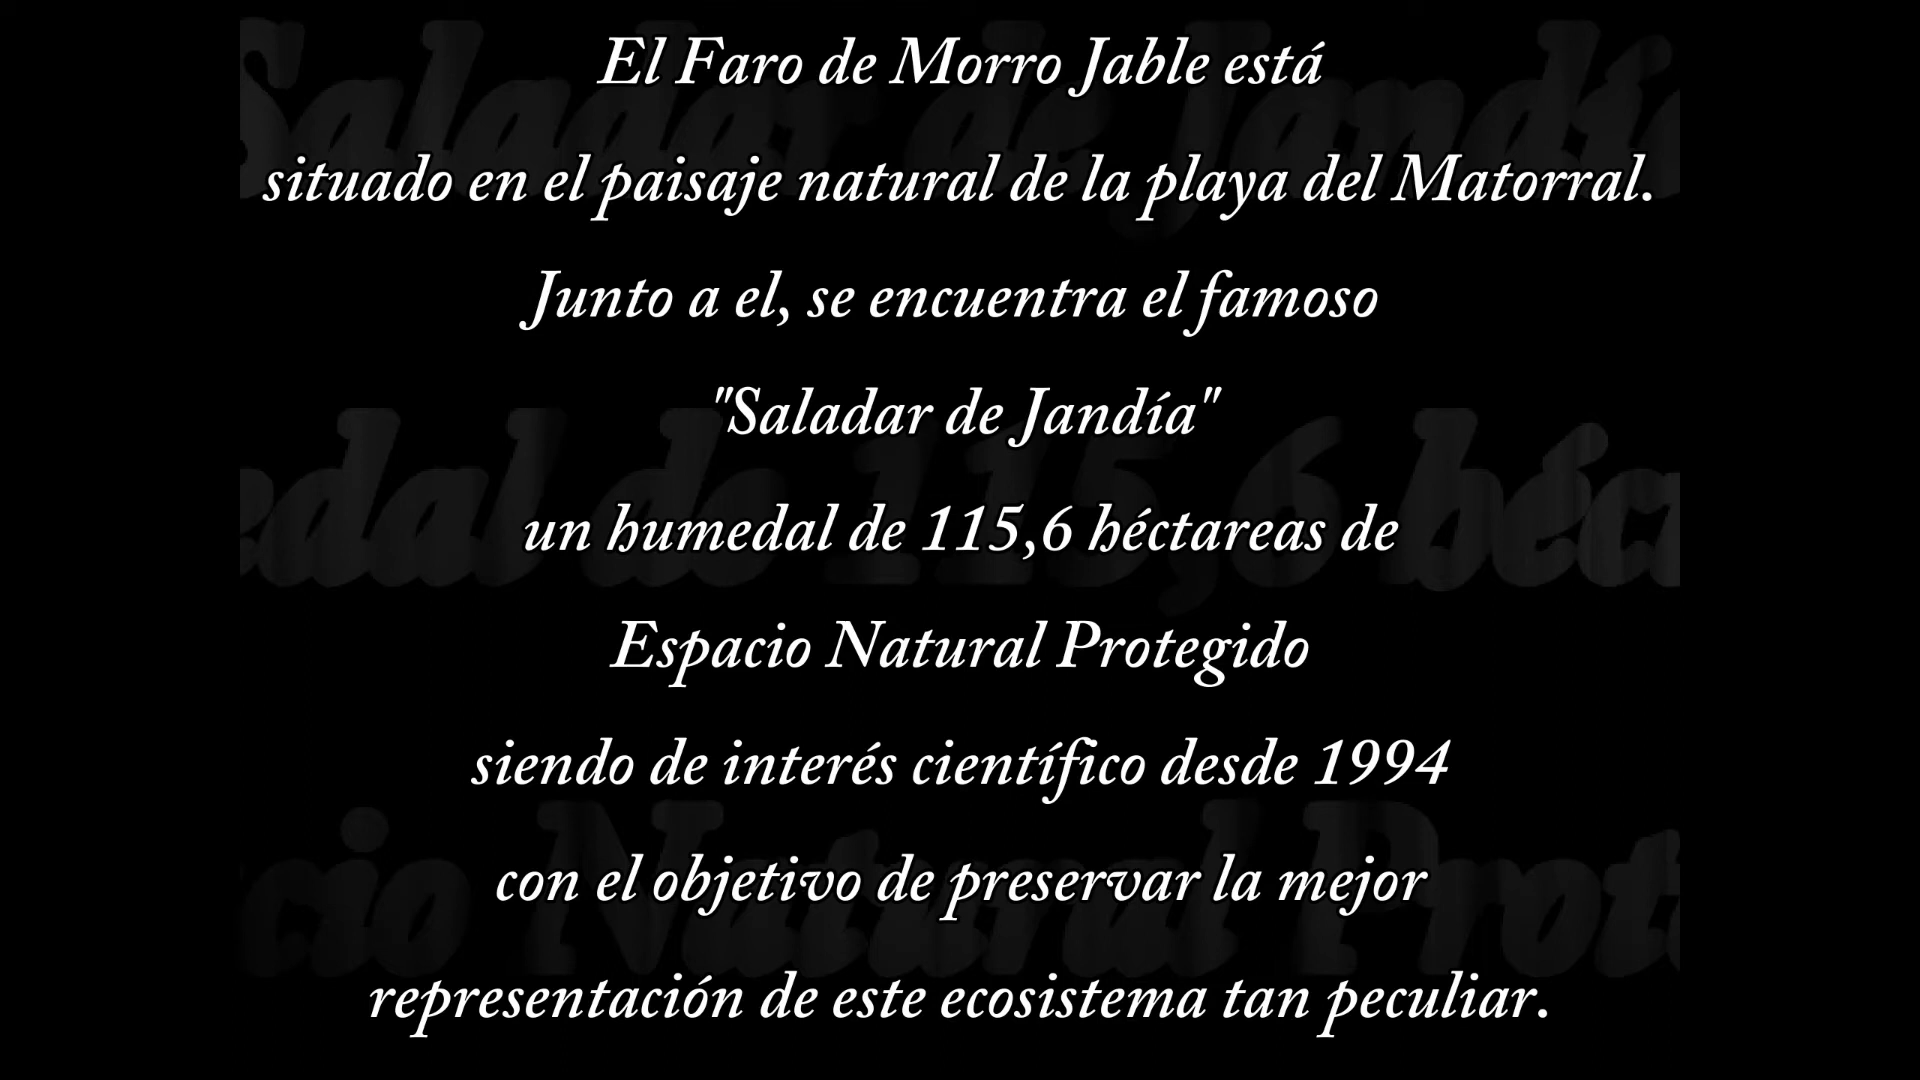 El Faro de Morro Jable está
situado en el paisaje natural de la playa del Matorral.
Junto a el, se encuentra el famoso
"Saladar de Jandía"
un humedal de 115,6 héctareas de
Espacio Natural Protegido
siendo de interés científico desde 1994
con el objetivo de preservar la mejor
representación de este ecosistema tan peculiar.